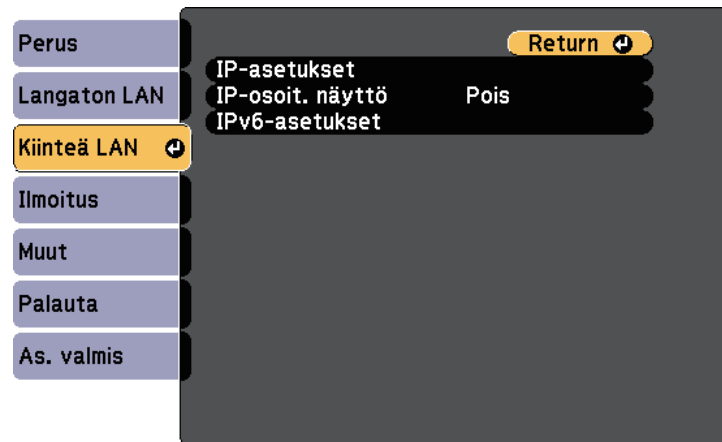 Perus
Langaton LAN
Kiinteä LAN
Ilmoitus
Muut
Palauta
As. valmis
Return
IP-asetukset
IP-osoit. näyttö Pois
IPv6-asetukset